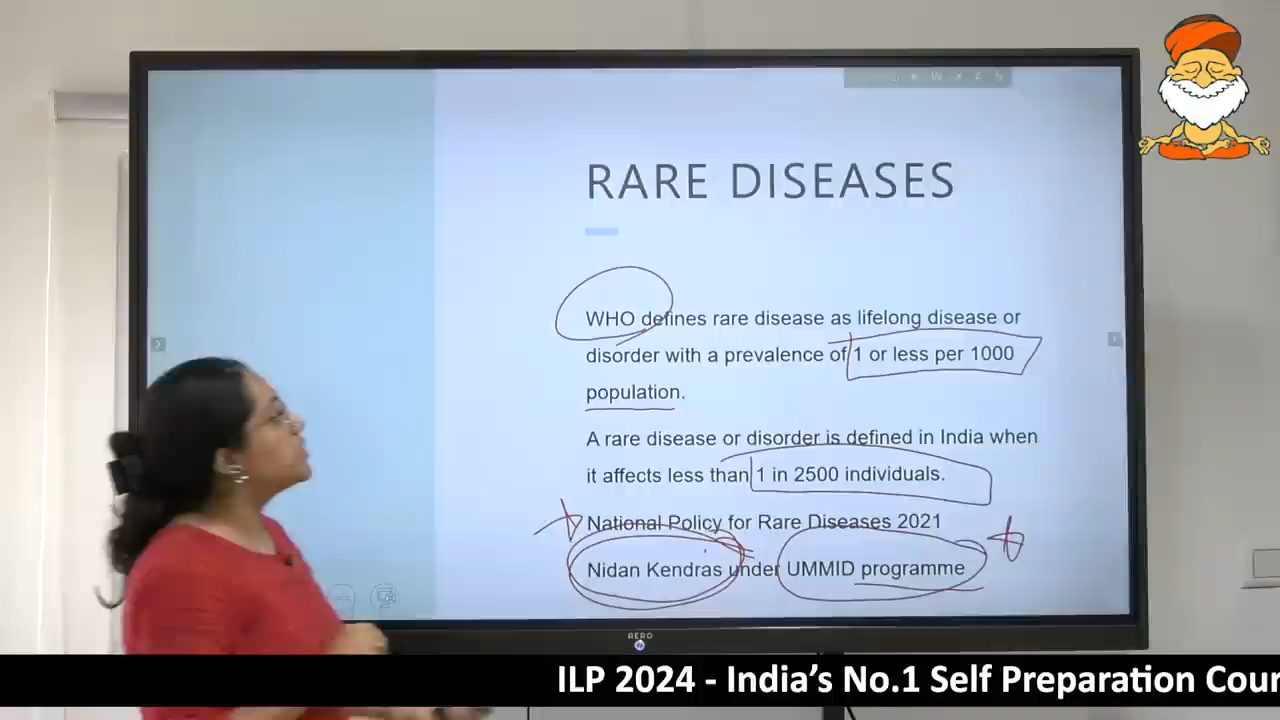 RARE DISEASES
WHO defines rare disease as lifelong disease or
disorder with a prevalence of 1 or less per 1000
population.
A rare disease or disorder is defined in India when
it affects less than 1 in 2500 individuals.
National Policy for Rare Diseases 2021
Nidan Kendras under UMMID programme
AERO
ILP 2024 - India’s No.1 Self Preparation Cour